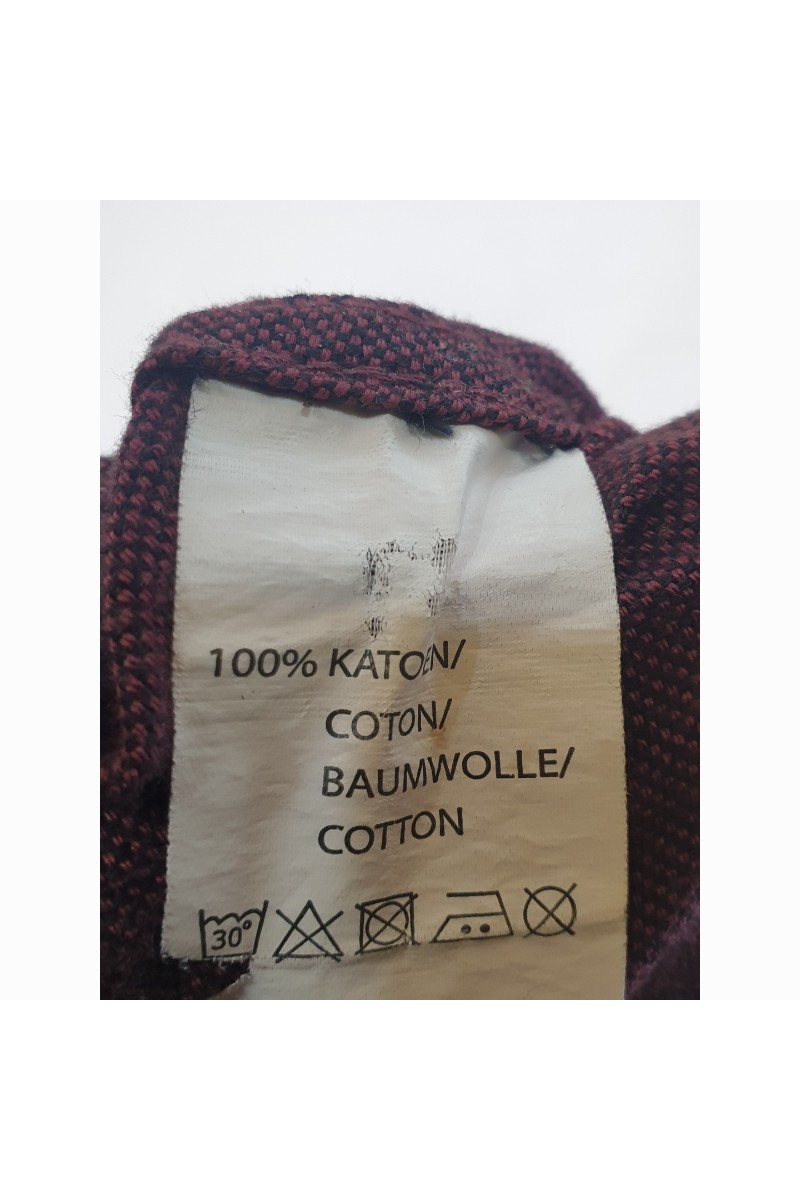 100% KATOEN/
COTON/
BAUMWOLLE/
COTTON
30°